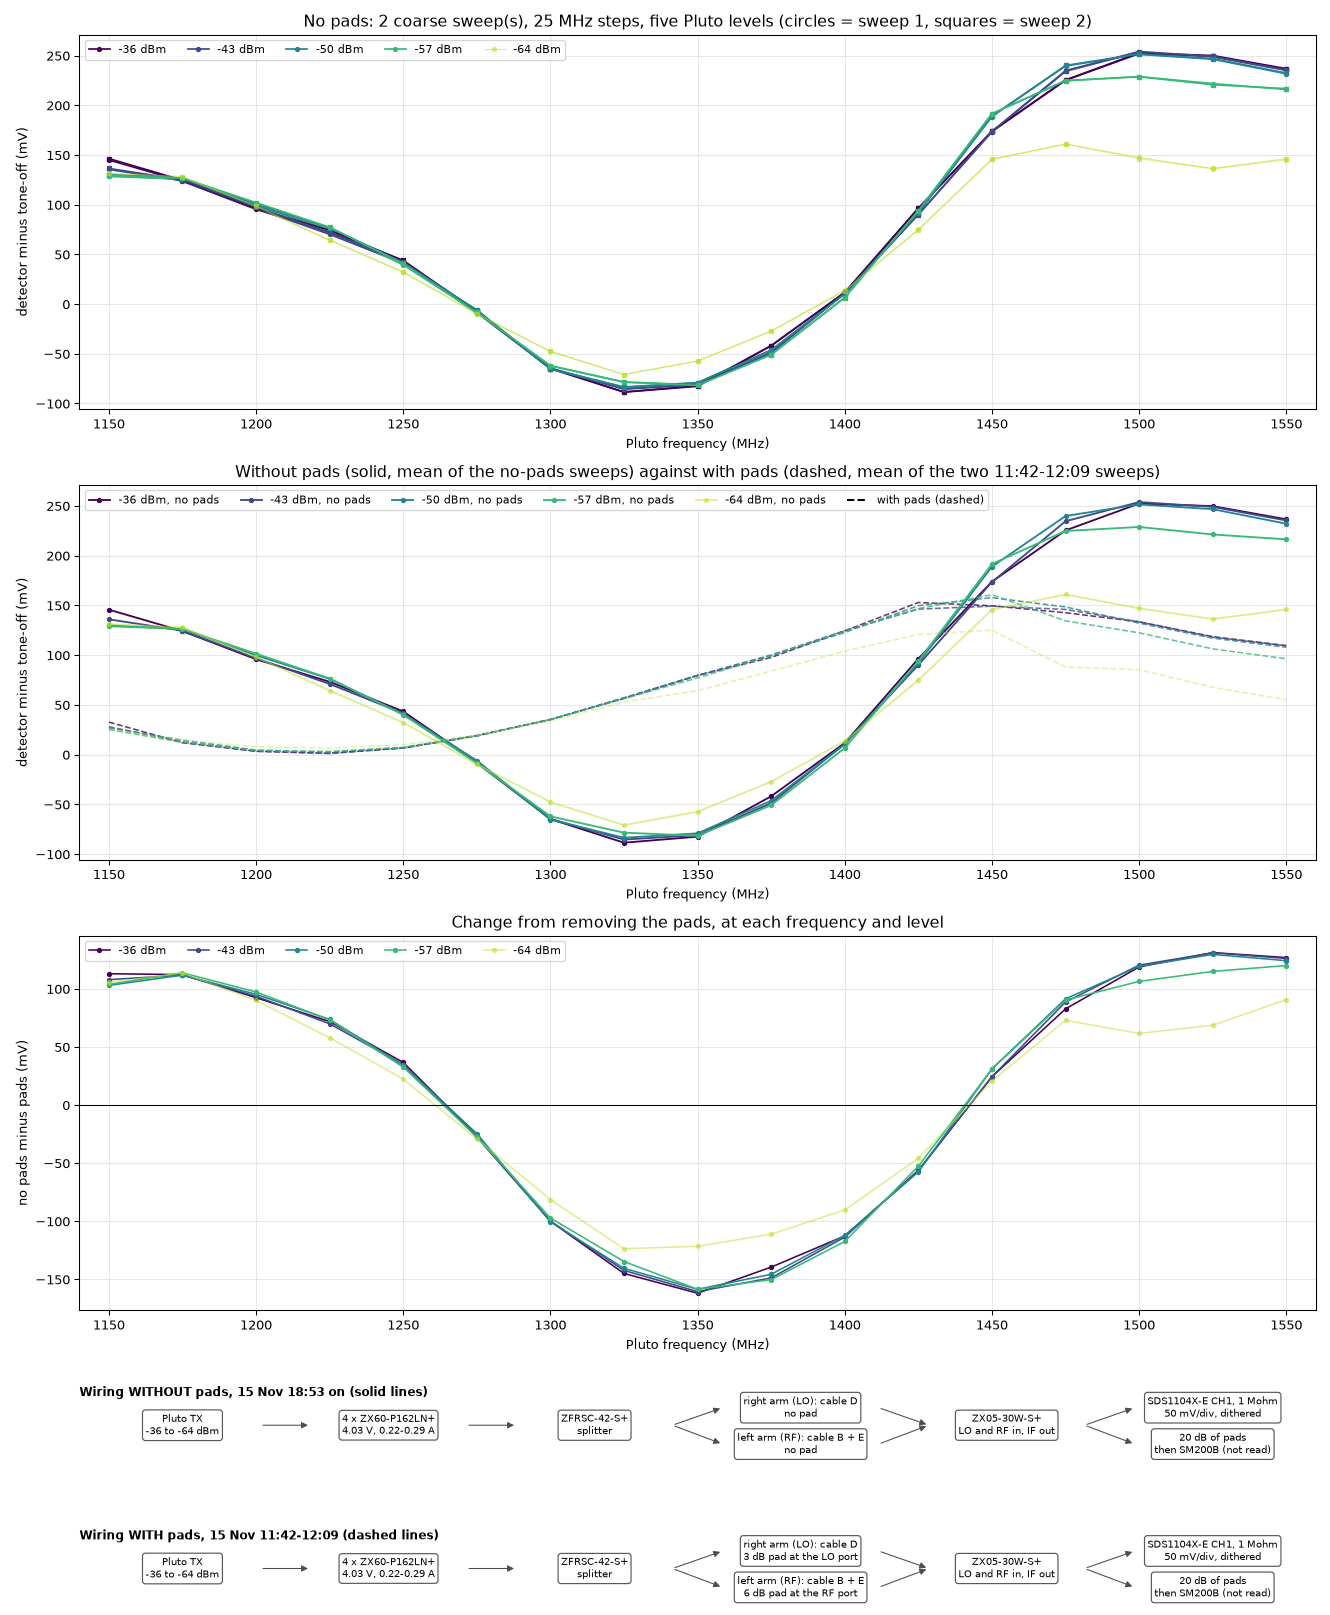 No pads: 2 coarse sweep(s), 25 MHz steps, five Pluto levels (circles = sweep 1, squares = sweep 2)
-36 dBm -43 dBm -50 dBm -57 dBm -64 dBm
detector minus tone-off (mV)
250
200
150
100
50
0
−50
−100
1150 1200 1250 1300 1350 1400 1450 1500 1550
Pluto frequency (MHz)
Without pads (solid, mean of the no-pads sweeps) against with pads (dashed, mean of the two 11:42-12:09 sweeps)
-36 dBm, no pads -43 dBm, no pads -50 dBm, no pads -57 dBm, no pads -64 dBm, no pads with pads (dashed)
detector minus tone-off (mV)
250
200
150
100
50
0
−50
−100
1150 1200 1250 1300 1350 1400 1450 1500 1550
Pluto frequency (MHz)
Change from removing the pads, at each frequency and level
-36 dBm -43 dBm -50 dBm -57 dBm -64 dBm
no pads minus pads (mV)
100
50
0
−50
−100
−150
1150 1200 1250 1300 1350 1400 1450 1500 1550
Pluto frequency (MHz)
Wiring WITHOUT pads, 15 Nov 18:53 on (solid lines)
Pluto TX
-36 to -64 dBm
4 x ZX60-P162LN+
4.03 V, 0.22-0.29 A
ZFRSC-42-S+
splitter
right arm (LO): cable D
no pad
left arm (RF): cable B + E
no pad
ZX05-30W-S+
LO and RF in, IF out
SDS1104X-E CH1, 1 Mohm
50 mV/div, dithered
20 dB of pads
then SM200B (not read)
Wiring WITH pads, 15 Nov 11:42-12:09 (dashed lines)
Pluto TX
-36 to -64 dBm
4 x ZX60-P162LN+
4.03 V, 0.22-0.29 A
ZFRSC-42-S+
splitter
right arm (LO): cable D
3 dB pad at the LO port
left arm (RF): cable B + E
6 dB pad at the RF port
ZX05-30W-S+
LO and RF in, IF out
SDS1104X-E CH1, 1 Mohm
50 mV/div, dithered
20 dB of pads
then SM200B (not read)